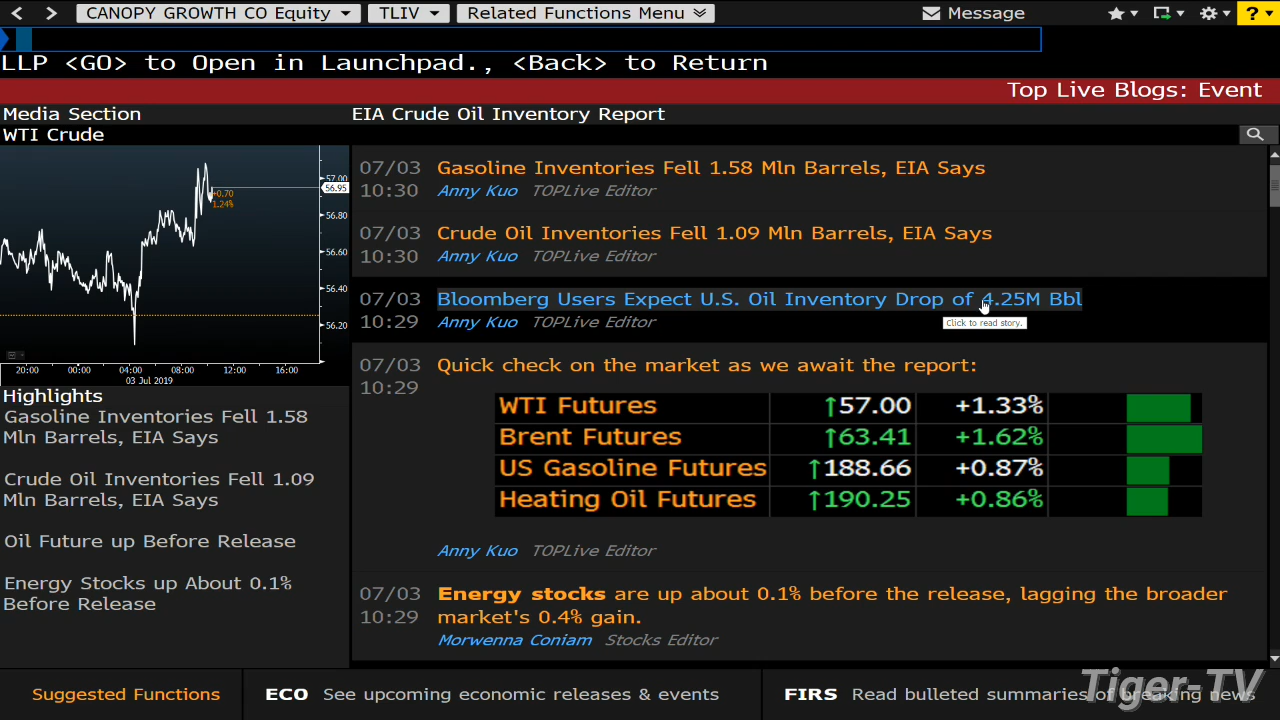 CANOPY GROWTH CO Equity
TLIV
Related Functions Menu
Message
?
LLP <GO> to Open in Launchpad., <Back> to Return
Top Live Blogs: Event
Media Section
EIA Crude Oil Inventory Report
WTI Crude
57.00
56.95
+0.70
1.24%
56.80
56.60
56.40
56.20
20:00 00:00 04:00 08:00 12:00 16:00
03 Jul 2019
Highlights
Gasoline Inventories Fell 1.58
Mln Barrels, EIA Says
Crude Oil Inventories Fell 1.09
Mln Barrels, EIA Says
Oil Future up Before Release
Energy Stocks up About 0.1%
Before Release
07/03 Gasoline Inventories Fell 1.58 Mln Barrels, EIA Says
10:30 Anny Kuo TOPLive Editor
07/03 Crude Oil Inventories Fell 1.09 Mln Barrels, EIA Says
10:30 Anny Kuo TOPLive Editor
07/03 Bloomberg Users Expect U.S. Oil Inventory Drop of 4.25M Bbl
10:29 Anny Kuo TOPLive Editor
Click to read story.
07/03 Quick check on the market as we await the report:
10:29
WTI Futures ↑57.00 +1.33%
Brent Futures ↑63.41 +1.62%
US Gasoline Futures ↑188.66 +0.87%
Heating Oil Futures ↑190.25 +0.86%
Anny Kuo TOPLive Editor
07/03 Energy stocks are up about 0.1% before the release, lagging the broader
10:29 market's 0.4% gain.
Morwenna Coniam Stocks Editor
Suggested Functions
ECO See upcoming economic releases & events
FIRS Read bulleted summaries of breaking news
Tiger-TV